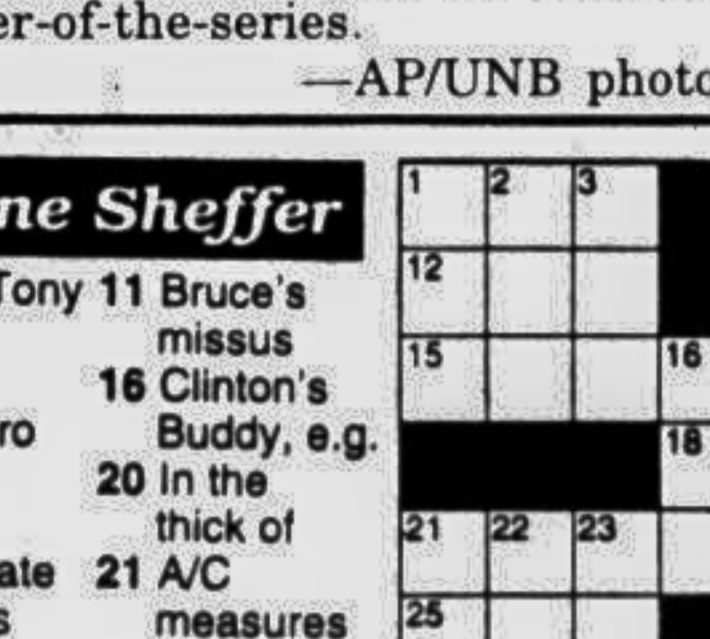 er-of-the-series.
—AP/UNB photo
ne Sheffer
Tony 11 Bruce's
missus
16 Clinton's
ro Buddy, e.g.
20 In the
thick of
ate 21 A/C
s measures
1 2 3
12
15 16
18
21 22 23
25